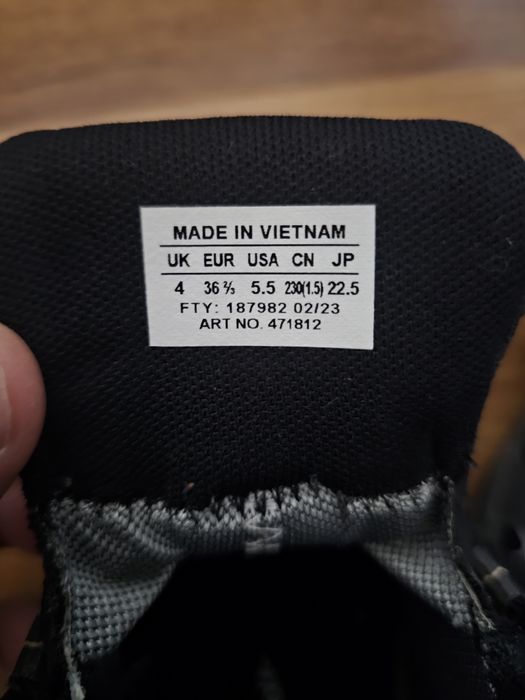 MADE IN VIETNAM
UK EUR USA CN JP
4 36 ⅔ 5.5 230(1.5) 22.5
FTY: 187982 02/23
ART NO. 471812